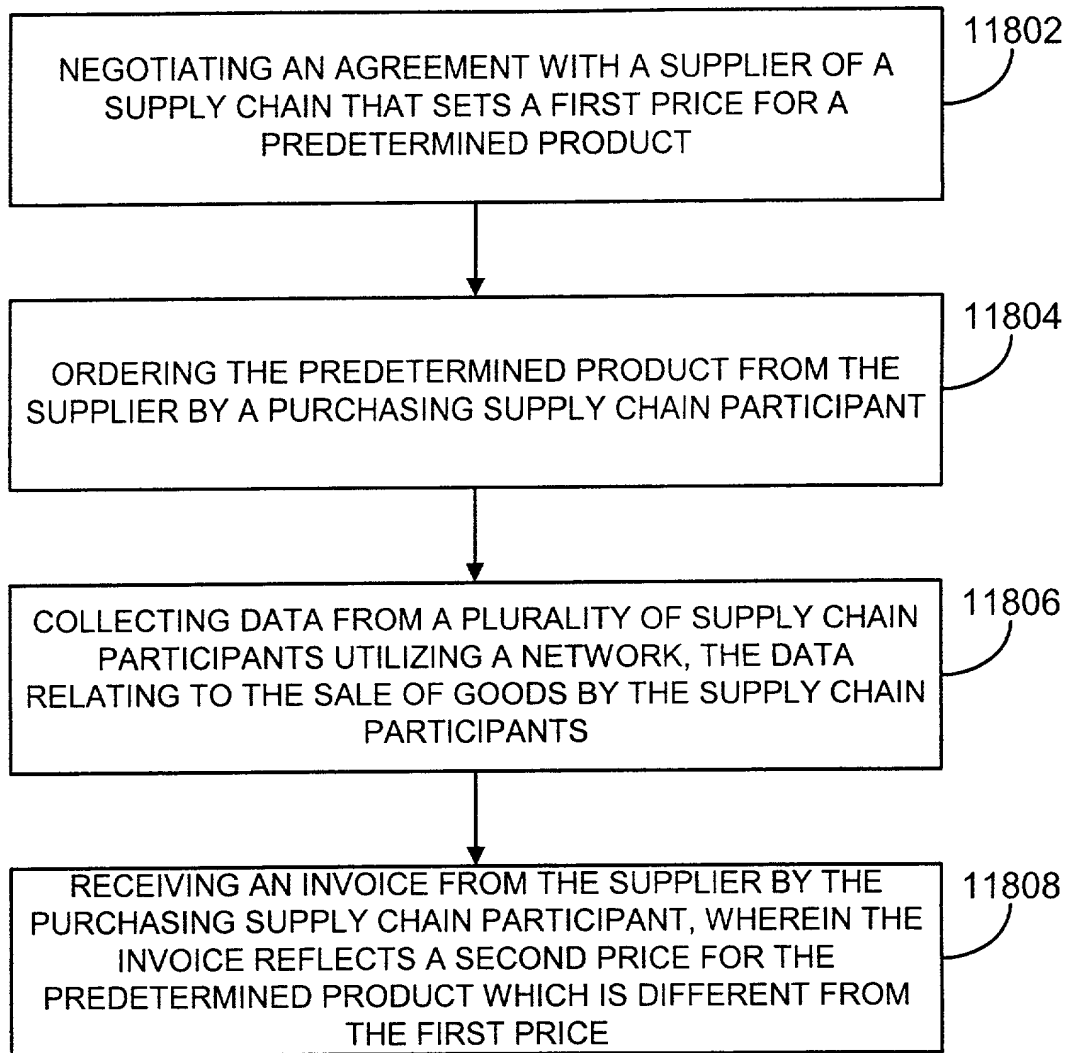 11802
NEGOTIATING AN AGREEMENT WITH A SUPPLIER OF A
SUPPLY CHAIN THAT SETS A FIRST PRICE FOR A
PREDETERMINED PRODUCT
11804
ORDERING THE PREDETERMINED PRODUCT FROM THE
SUPPLIER BY A PURCHASING SUPPLY CHAIN PARTICIPANT
11806
COLLECTING DATA FROM A PLURALITY OF SUPPLY CHAIN
PARTICIPANTS UTILIZING A NETWORK, THE DATA
RELATING TO THE SALE OF GOODS BY THE SUPPLY CHAIN
PARTICIPANTS
11808
RECEIVING AN INVOICE FROM THE SUPPLIER BY THE
PURCHASING SUPPLY CHAIN PARTICIPANT, WHEREIN THE
INVOICE REFLECTS A SECOND PRICE FOR THE
PREDETERMINED PRODUCT WHICH IS DIFFERENT FROM
THE FIRST PRICE